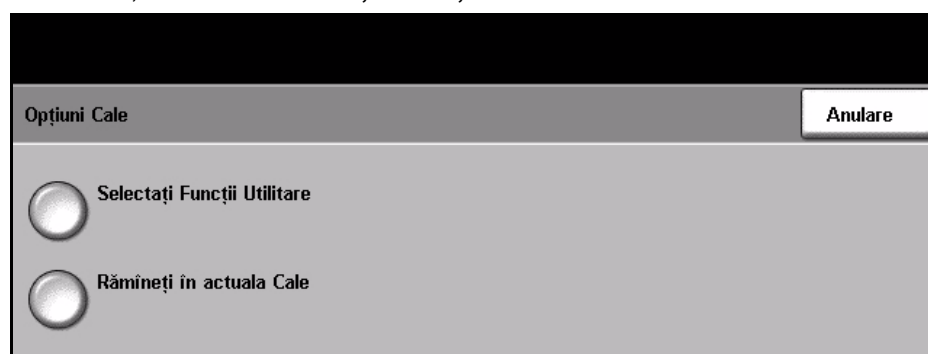 Opțiuni Cale
Anulare
Selectați Funcții Utilitare
Rămîneți în actuala Cale